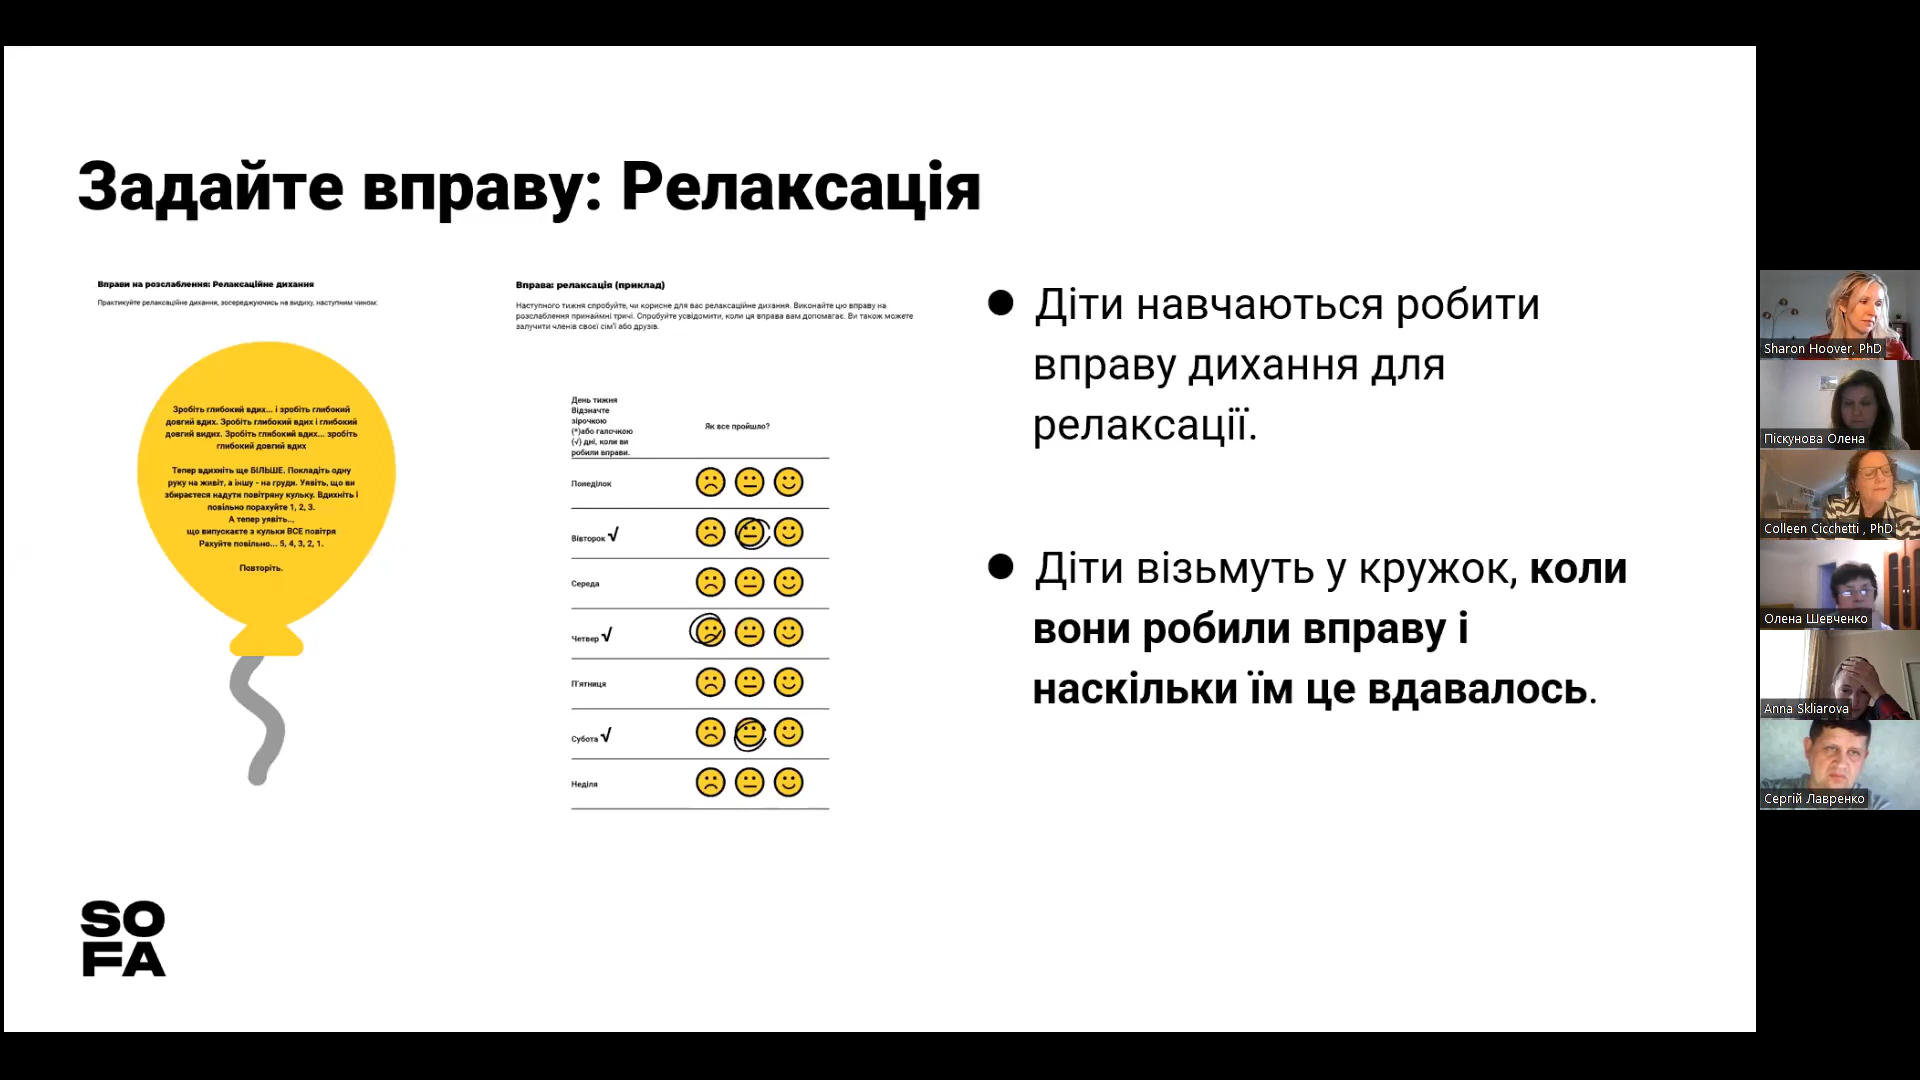 Задайте вправу: Релаксація
Вправи на розслаблення: Релаксаційне дихання
Практикуйте релаксаційне дихання, зосереджуючись на видиху, наступним чином:
Зробіть глибокий вдих... і зробіть глибокий
довгий вдих. Зробіть глибокий вдих і глибокий
довгий видих. Зробіть глибокий вдих... зробіть
глибокий довгий вдих
Тепер вдихніть ще БІЛЬШЕ. Покладіть одну
руку на живіт, а іншу - на груди. Уявіть, що ви
збираєтеся надути повітряну кульку. Вдихніть і
повільно порахуйте 1, 2, 3.
А тепер уявіть...,
що випускаєте з кульки ВСЕ повітря
Рахуйте повільно... 5, 4, 3, 2, 1.
Повторіть.
Вправа: релаксація (приклад)
Наступного тижня спробуйте, чи корисне для вас релаксаційне дихання. Виконайте цю вправу на
розслаблення принаймні тричі. Спробуйте усвідомити, коли ця вправа вам допомагає. Ви також можете
залучити членів своєї сім'ї або друзів.
День тижня
Відзначте
зірочкою
(*)або галочкою
(√) дні, коли ви
робили вправи.
Як все пройшло?
Понеділок
Вівторок √
Середа
Четвер √
П'ятниця
Субота √
Неділя
● Діти навчаються робити
вправу дихання для
релаксації.
● Діти візьмуть у кружок, коли
вони робили вправу і
наскільки їм це вдавалось.
SO
FA
Sharon Hoover, PhD
Піскунова Олена
Colleen Cicchetti , PhD
Олена Шевченко
Anna Skliarova
Сергій Лавренко